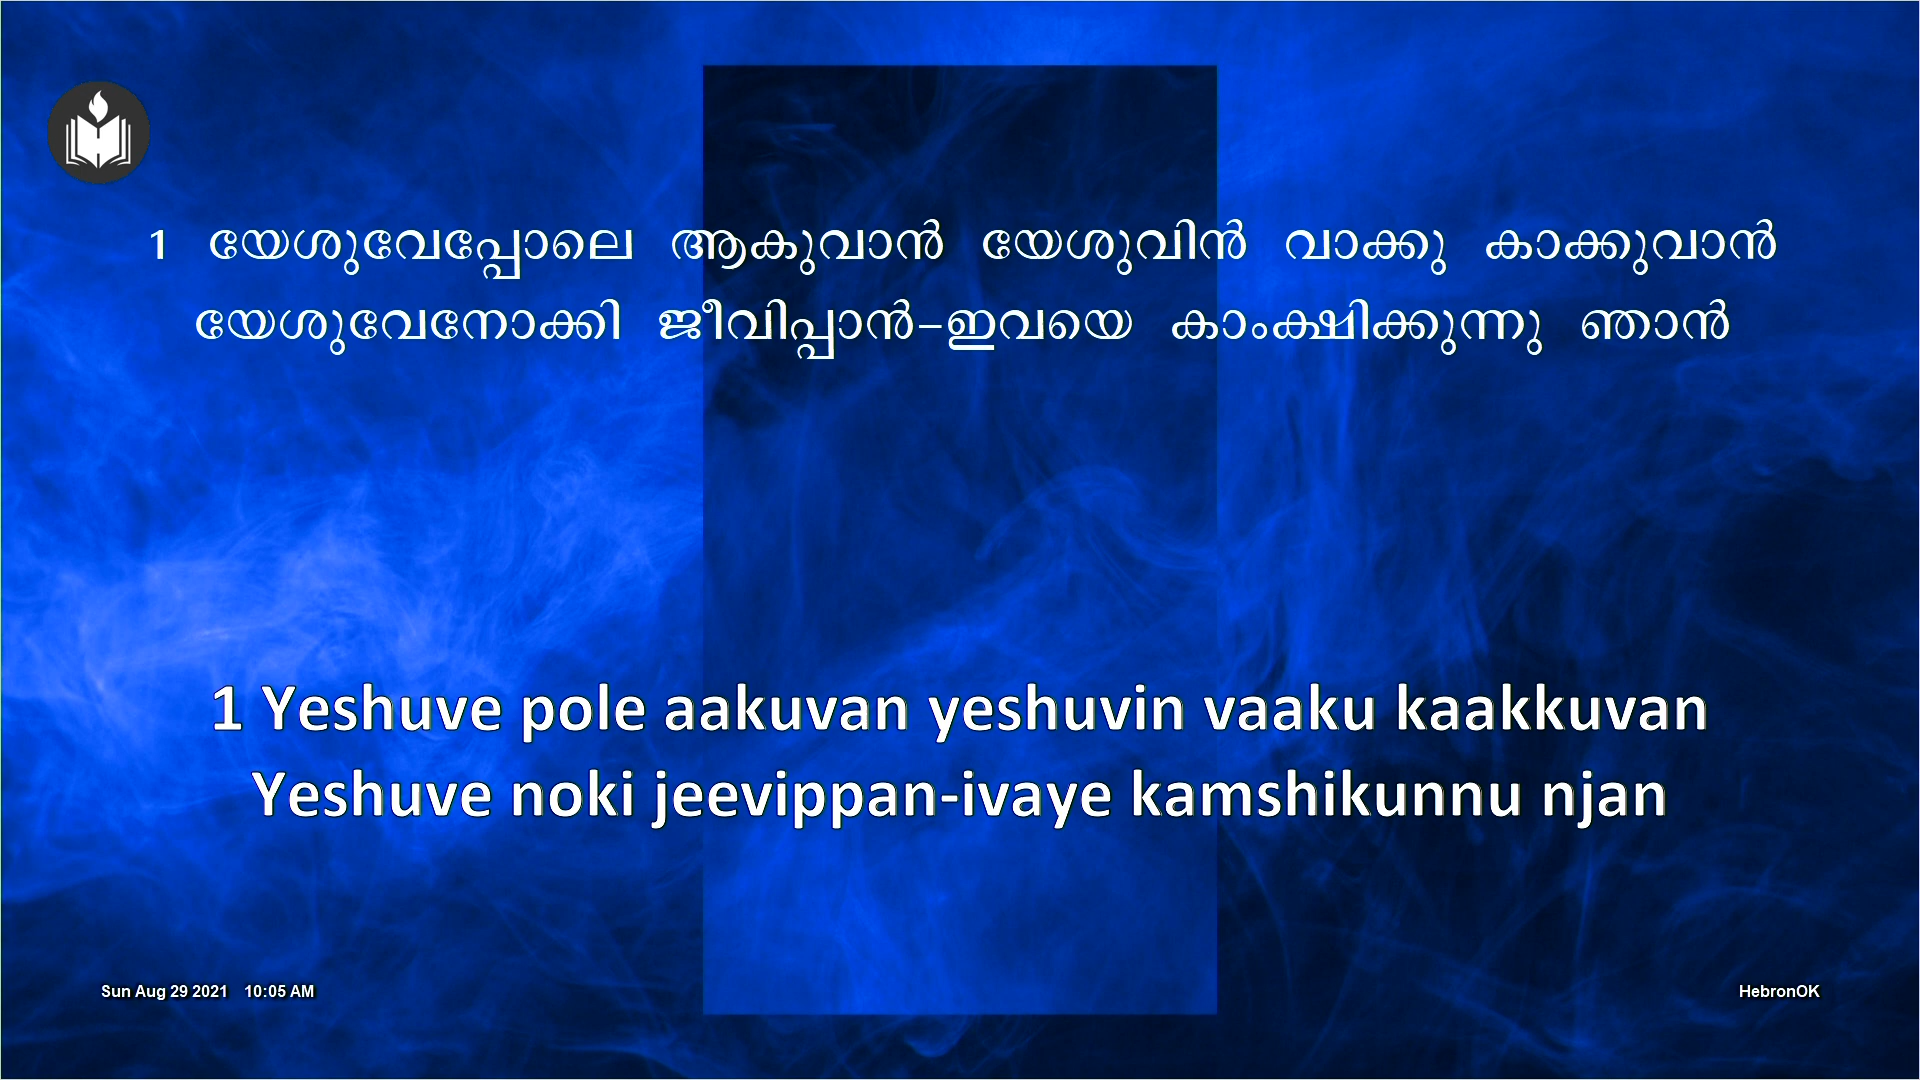 1 യേശുവേപ്പോലെ ആകുവാൻ യേശുവിൻ വാക്കു കാക്കുവാൻ
യേശുവേനോക്കി ജീവിപ്പാൻ-ഇവയെ കാംക്ഷിക്കുന്നു ഞാൻ
1 Yeshuve pole aakuvan yeshuvin vaaku kaakkuvan
Yeshuve noki jeevippan-ivaye kamshikunnu njan
Sun Aug 29 2021 10:05 AM
HebronOK